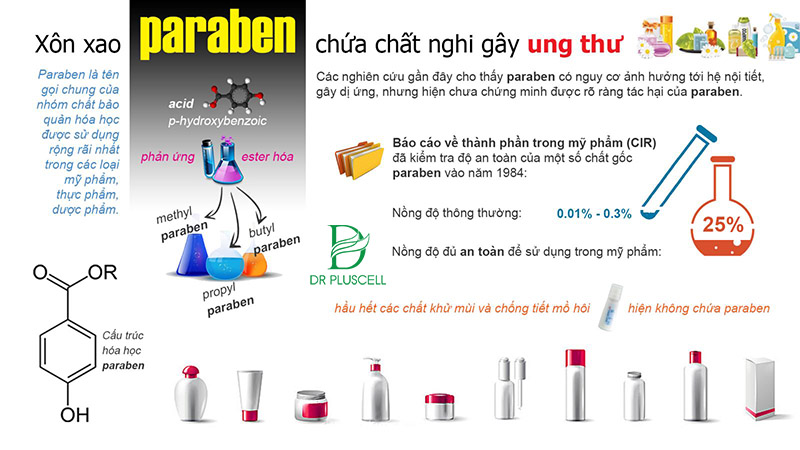 Xôn xao paraben chứa chất nghi gây ung thư
Paraben là tên
gọi chung của
nhóm chất bảo
quản hóa học
được sử dụng
rộng rãi nhất
trong các loại
mỹ phẩm,
thực phẩm,
dược phẩm.
acid
p-hydroxybenzoic
phản ứng ester hóa
methyl
paraben
butyl
paraben
propyl
paraben
Các nghiên cứu gần đây cho thấy paraben có nguy cơ ảnh hưởng tới hệ nội tiết,
gây dị ứng, nhưng hiện chưa chứng minh được rõ ràng tác hại của paraben.
Báo cáo về thành phần trong mỹ phẩm (CIR)
đã kiểm tra độ an toàn của một số chất gốc
paraben vào năm 1984:
Nồng độ thông thường: 0.01% - 0.3%
25%
Nồng độ đủ an toàn để sử dụng trong mỹ phẩm:
DR PLUSCELL
hầu hết các chất khử mùi và chống tiết mồ hôi hiện không chứa paraben
O OR
OH
Cấu trúc
hóa học
paraben